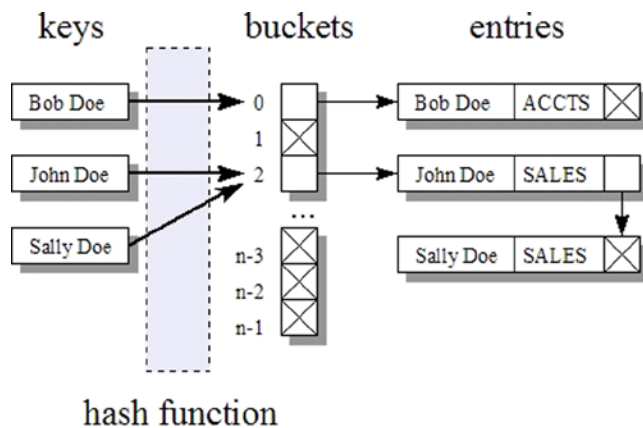 keys buckets entries
Bob Doe 0 Bob Doe ACCTS
1
John Doe 2 John Doe SALES
...
Sally Doe n-3 Sally Doe SALES
n-2
n-1
hash function